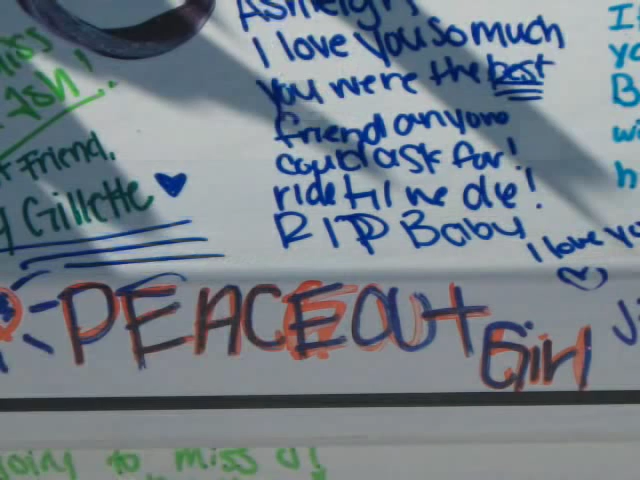 Ashleigh,
I love you so much
you were the best
friend anyone
could ask for!
ride til we die!
RIP Baby
I love yo
Friend.
Gillette
PEACE OUT Girl
going to miss u!